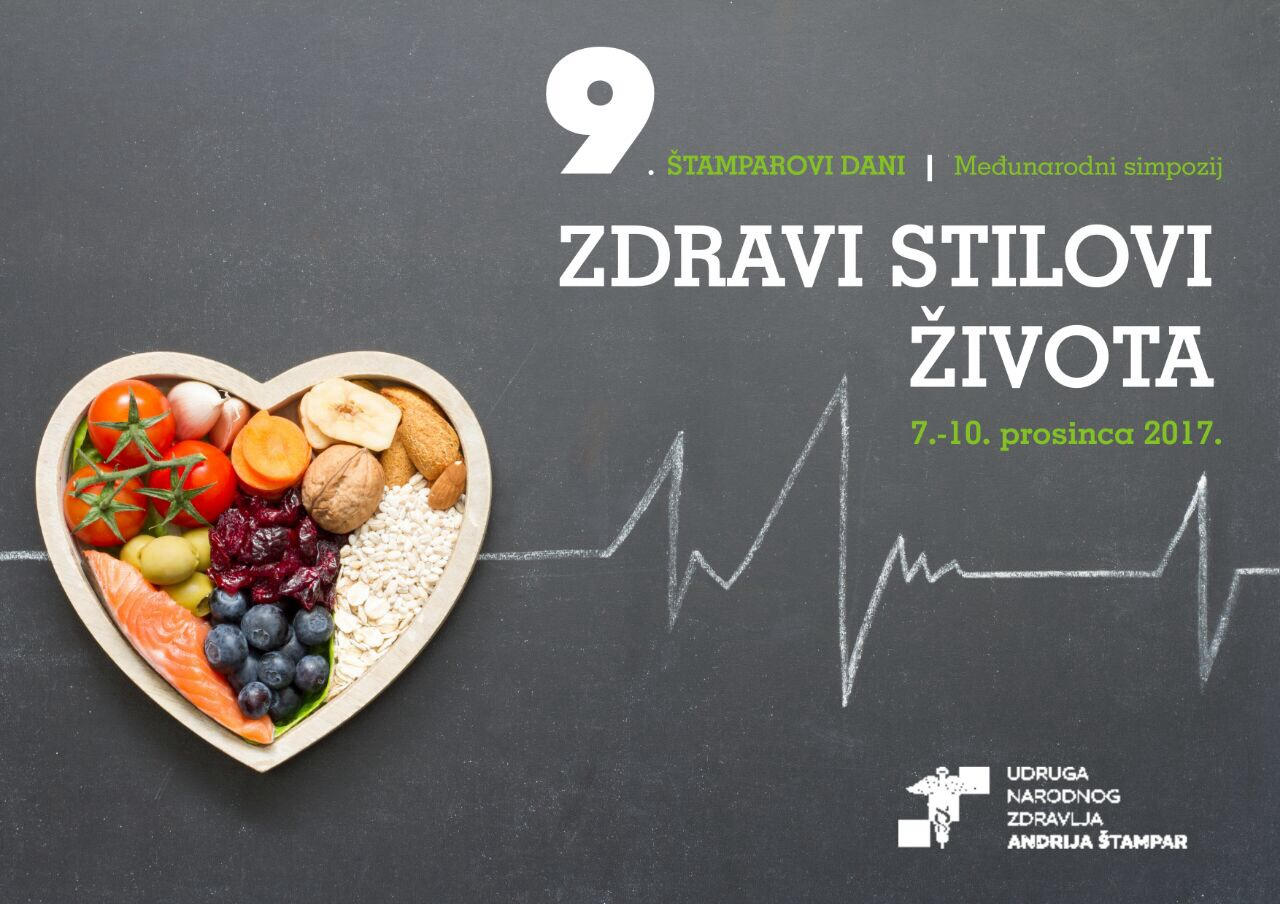 9. ŠTAMPAROVI DANI | Međunarodni simpozij
ZDRAVI STILOVI
ŽIVOTA
7.-10. prosinca 2017.
UDRUGA
NARODNOG
ZDRAVLJA
ANDRIJA ŠTAMPAR